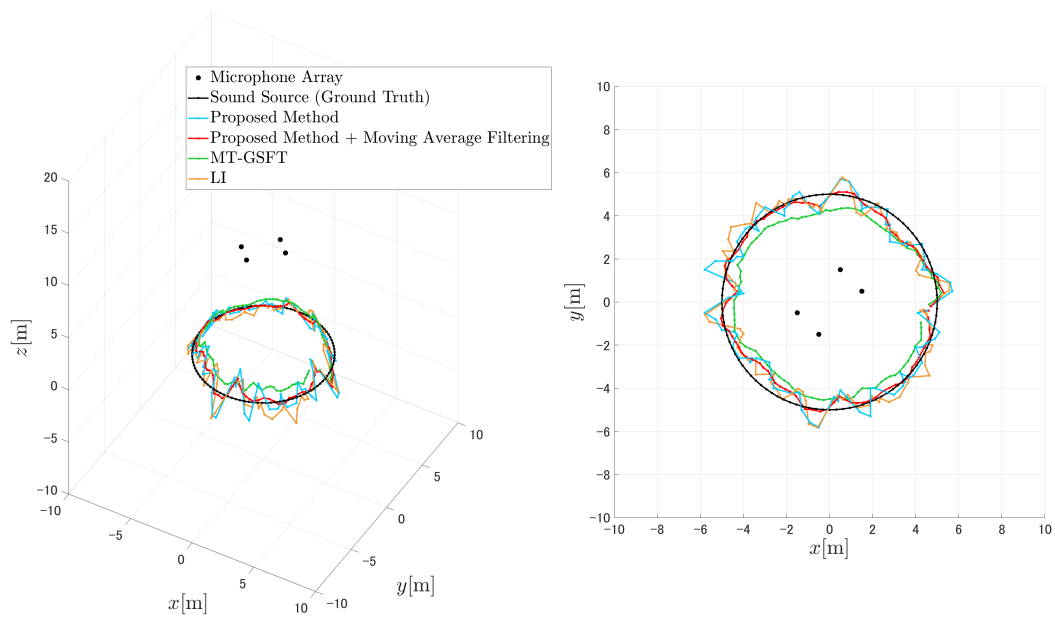 Microphone Array
Sound Source (Ground Truth)
Proposed Method
Proposed Method + Moving Average Filtering
MT-GSFT
LI
20
15
10
5
0
−5
−10
z[m]
−10
−5
0
5
10
x[m]
−10
−5
0
5
10
y[m]
10
8
6
4
2
0
−2
−4
−6
−8
−10
y[m]
−10 −8 −6 −4 −2 0 2 4 6 8 10
x[m]